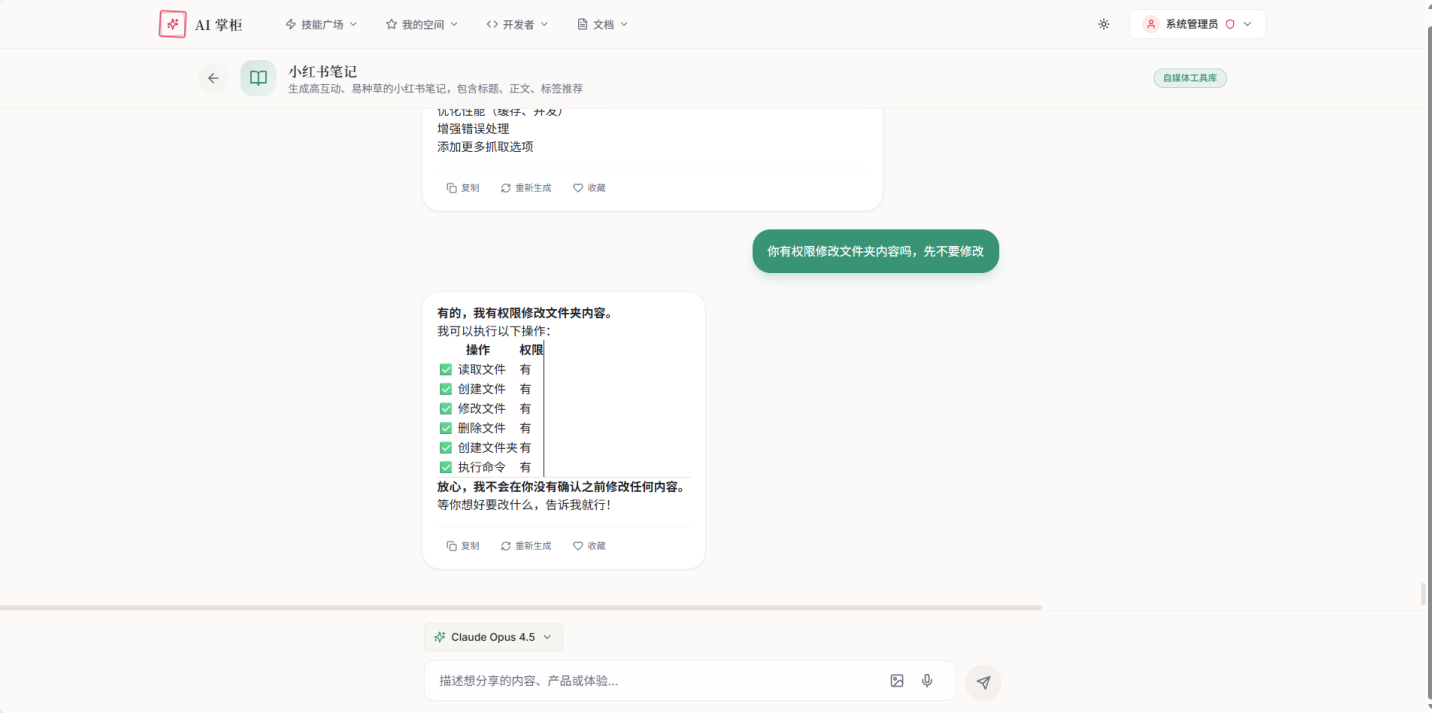 AI 掌柜
技能广场
我的空间
开发者
文档
系统管理员
小红书笔记
生成高互动、易种草的小红书笔记，包含标题、正文、标签推荐
自媒体工具库
优化性能（缓存、并发）
增强错误处理
添加更多抓取选项
复制 重新生成 收藏
你有权限修改文件夹内容吗，先不要修改
有的，我有权限修改文件夹内容。
我可以执行以下操作：
操作 权限
✅ 读取文件 有
✅ 创建文件 有
✅ 修改文件 有
✅ 删除文件 有
✅ 创建文件夹 有
✅ 执行命令 有
放心，我不会在你没有确认之前修改任何内容。
等你想好要改什么，告诉我就行！
复制 重新生成 收藏
Claude Opus 4.5
描述想分享的内容、产品或体验...